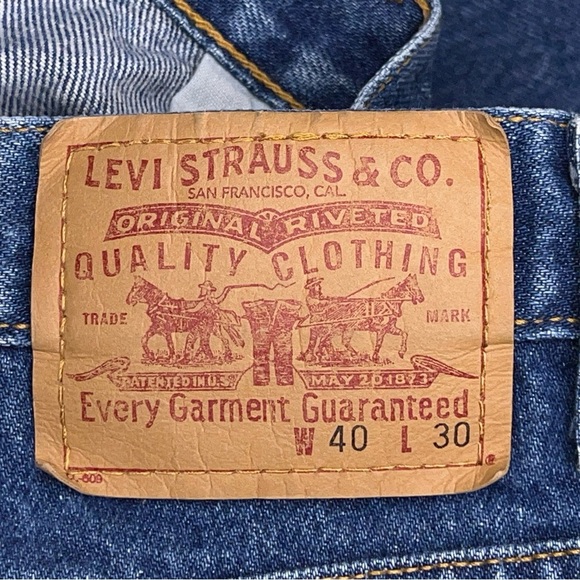 LEVI STRAUSS & CO.
SAN FRANCISCO, CAL.
ORIGINAL RIVETED
QUALITY CLOTHING
TRADE MARK
PATENTED IN U.S. MAY 20 1873
Every Garment Guaranteed
W 40 L 30